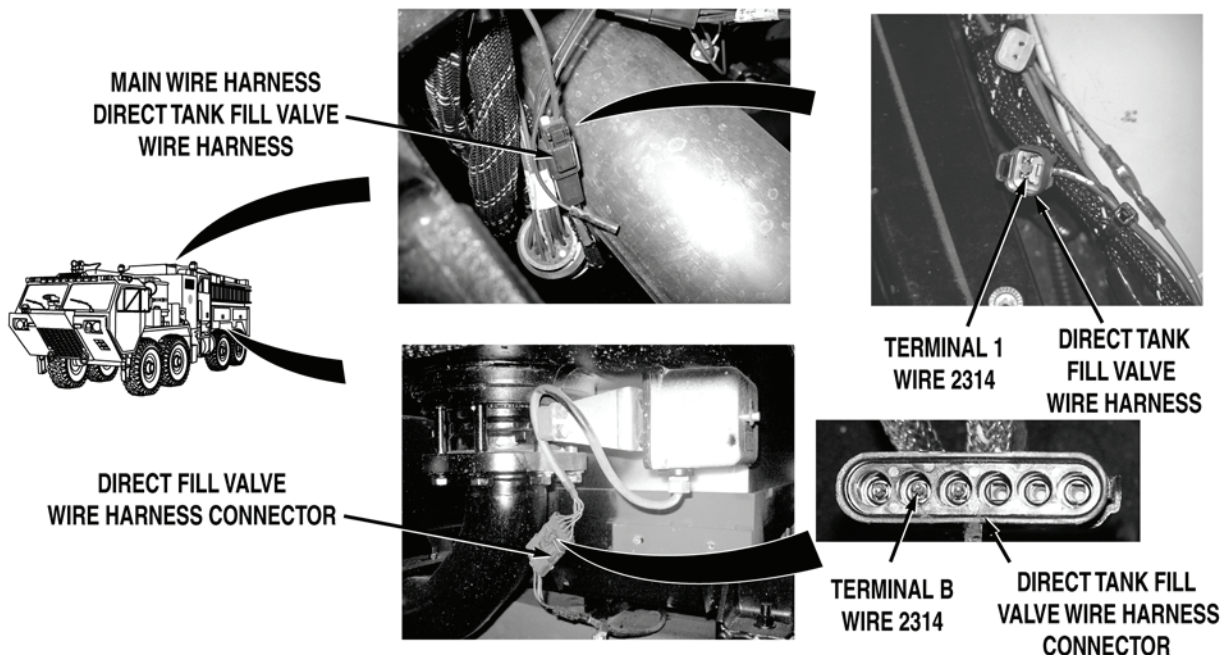 MAIN WIRE HARNESS
DIRECT TANK FILL VALVE
WIRE HARNESS
TERMINAL 1
WIRE 2314
DIRECT TANK
FILL VALVE
WIRE HARNESS
DIRECT FILL VALVE
WIRE HARNESS CONNECTOR
TERMINAL B
WIRE 2314
DIRECT TANK FILL
VALVE WIRE HARNESS
CONNECTOR